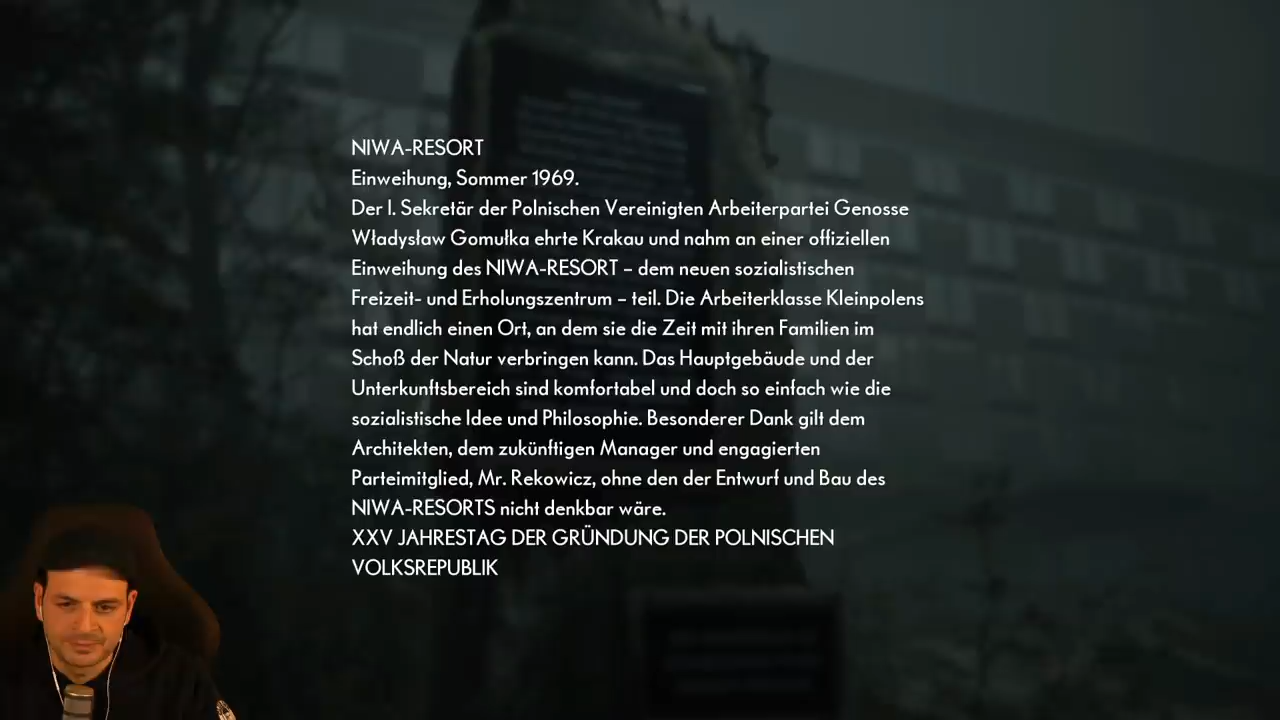 NIWA-RESORT
Einweihung, Sommer 1969.
Der I. Sekretär der Polnischen Vereinigten Arbeiterpartei Genosse
Władysław Gomułka ehrte Krakau und nahm an einer offiziellen
Einweihung des NIWA-RESORT – dem neuen sozialistischen
Freizeit- und Erholungszentrum – teil. Die Arbeiterklasse Kleinpolens
hat endlich einen Ort, an dem sie die Zeit mit ihren Familien im
Schoß der Natur verbringen kann. Das Hauptgebäude und der
Unterkunftsbereich sind komfortabel und doch so einfach wie die
sozialistische Idee und Philosophie. Besonderer Dank gilt dem
Architekten, dem zukünftigen Manager und engagierten
Parteimitglied, Mr. Rekowicz, ohne den der Entwurf und Bau des
NIWA-RESORTS nicht denkbar wäre.
XXV JAHRESTAG DER GRÜNDUNG DER POLNISCHEN
VOLKSREPUBLIK